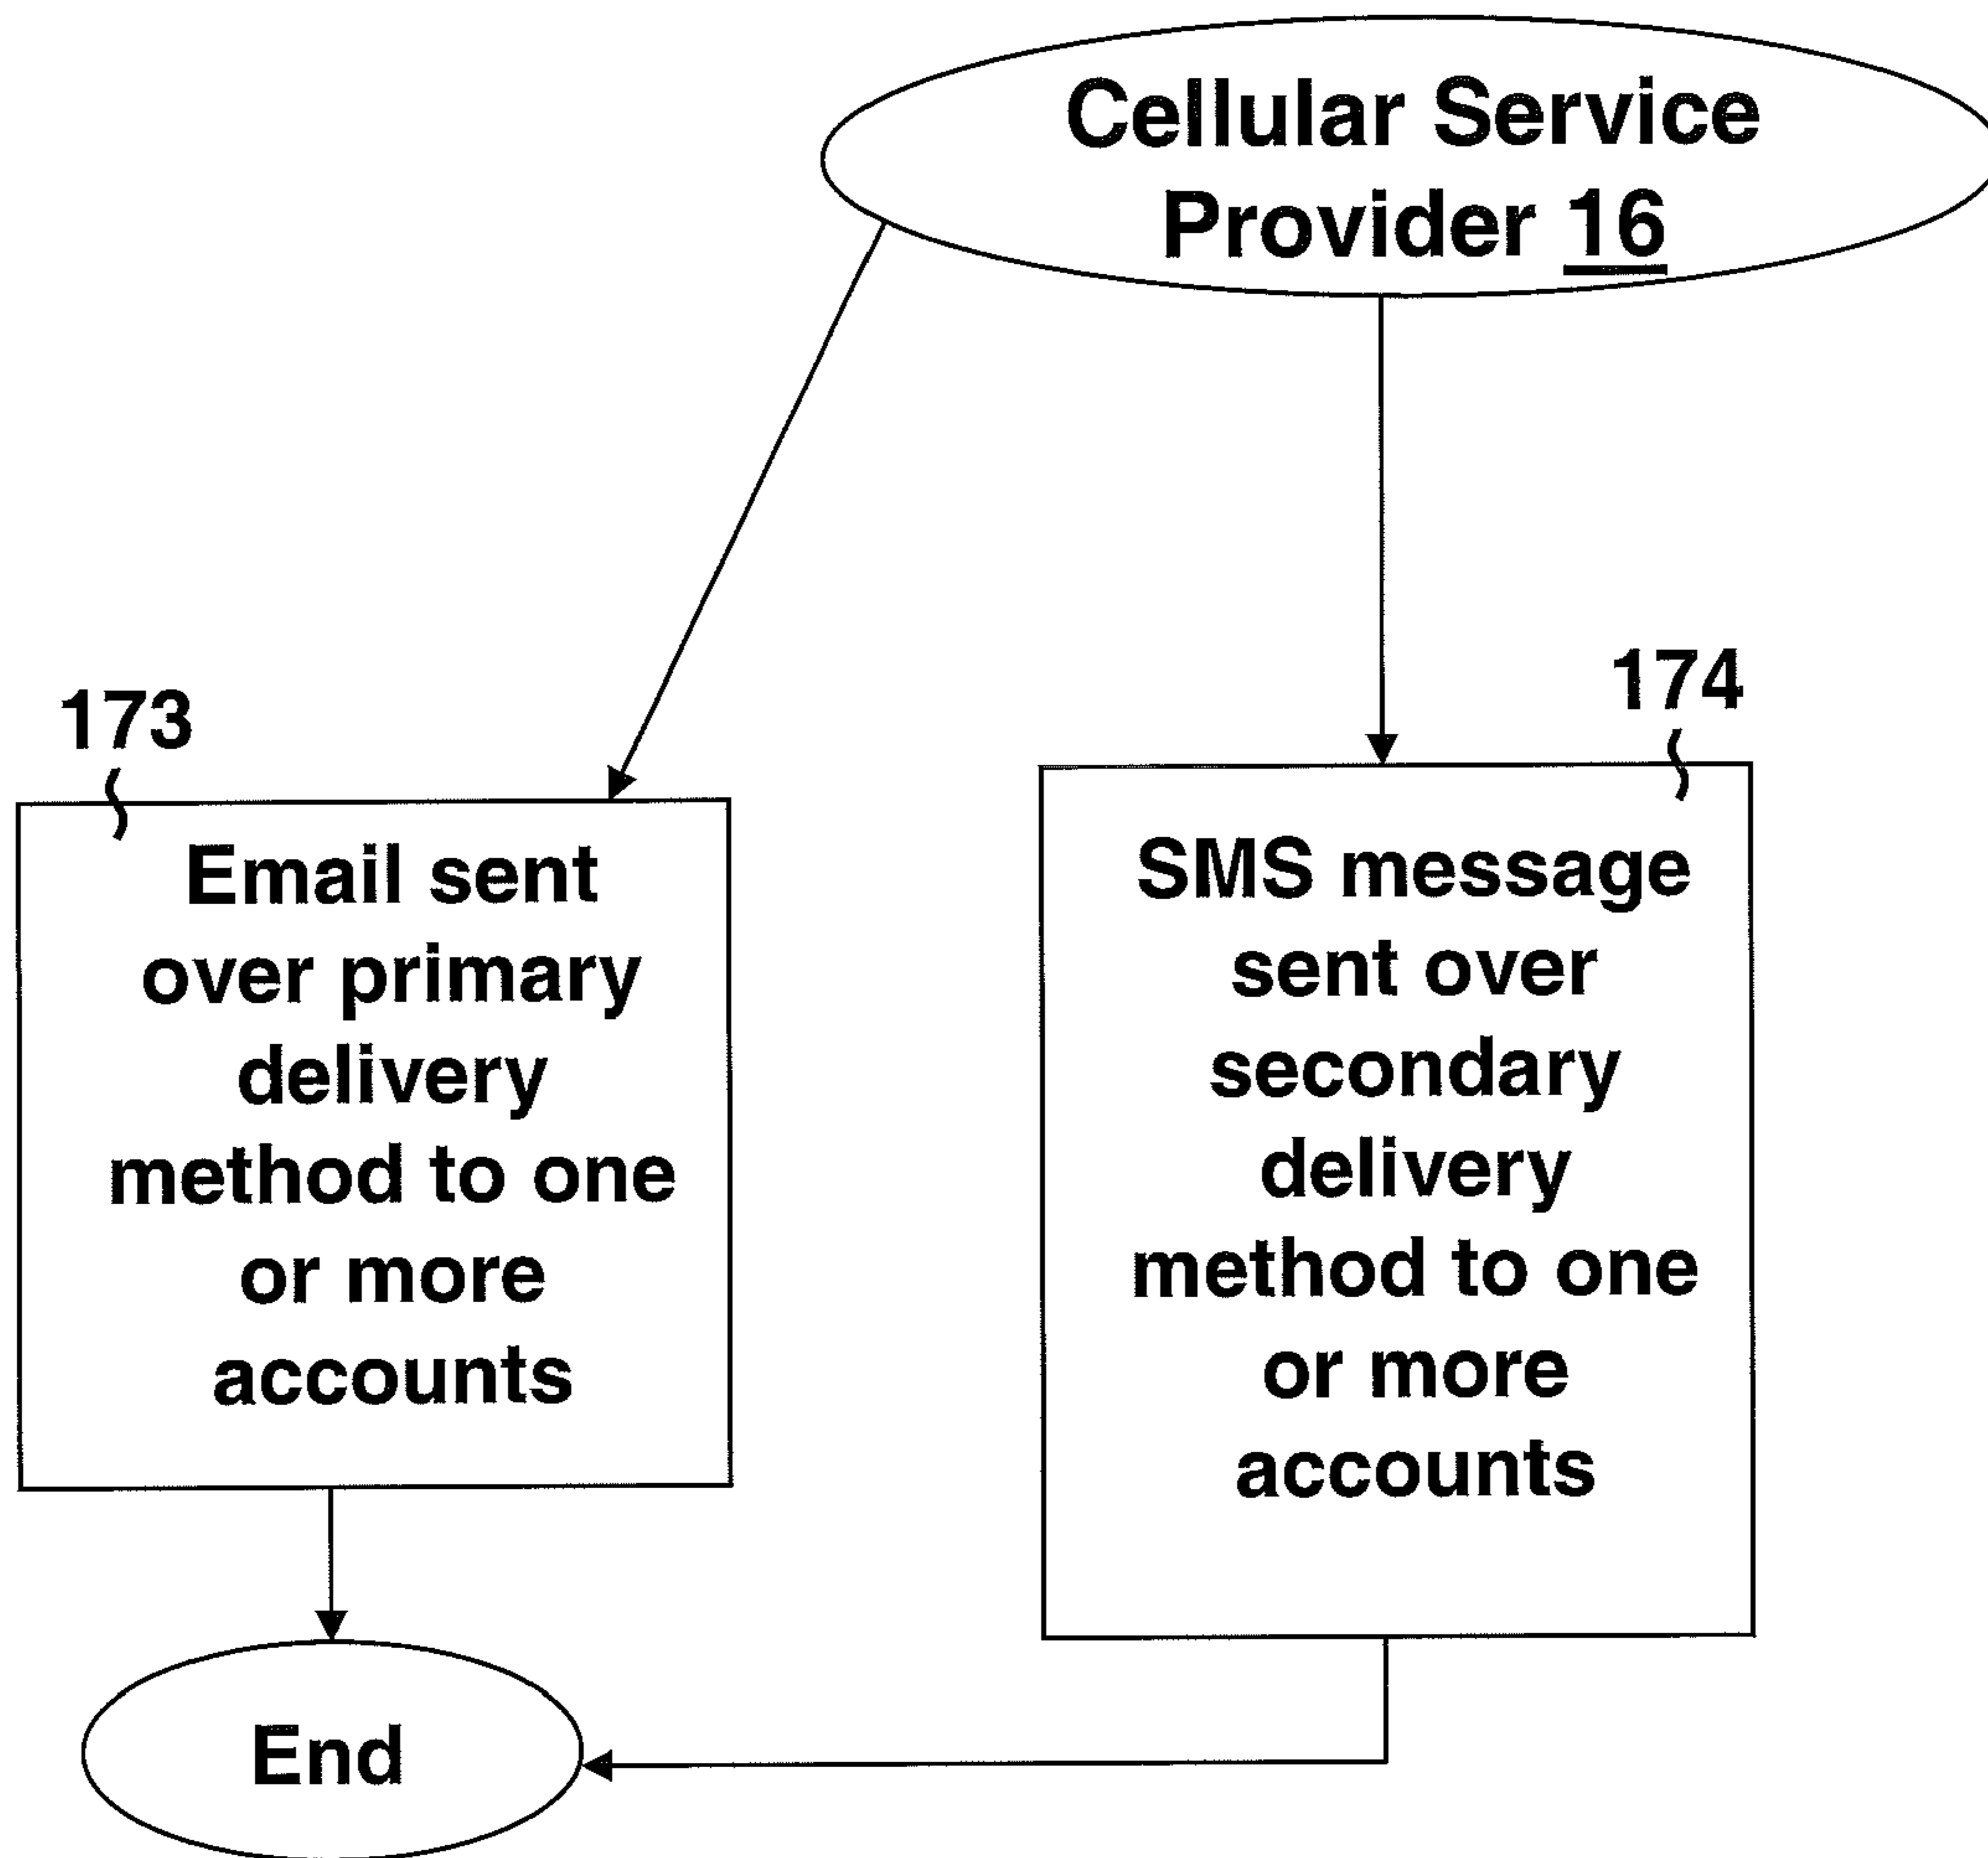 Cellular Service
Provider 16
173
Email sent
over primary
delivery
method to one
or more
accounts
174
SMS message
sent over
secondary
delivery
method to one
or more
accounts
End